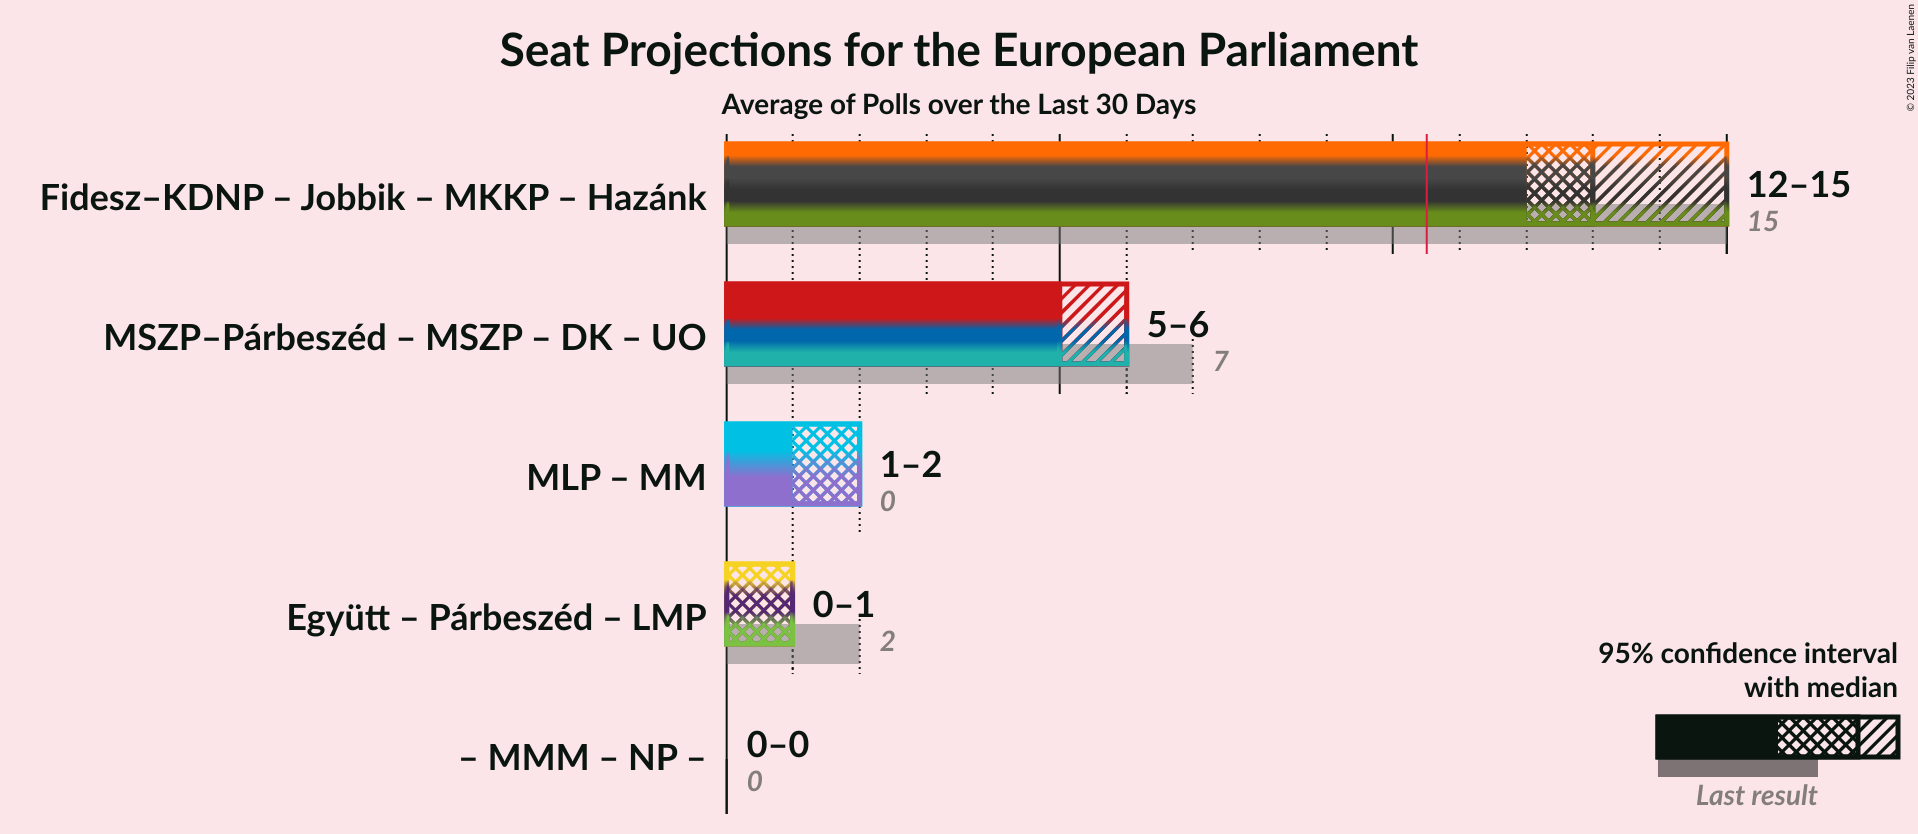 Seat Projections for the European Parliament
Average of Polls over the Last 30 Days
© 2023 Filip van Laenen
Fidesz–KDNP – Jobbik – MKKP – Hazánk
12–15
15
MSZP–Párbeszéd – MSZP – DK – UO
5–6
7
MLP – MM
1–2
0
Együtt – Párbeszéd – LMP
0–1
2
– MMM – NP –
0–0
0
95% confidence interval
with median
Last result